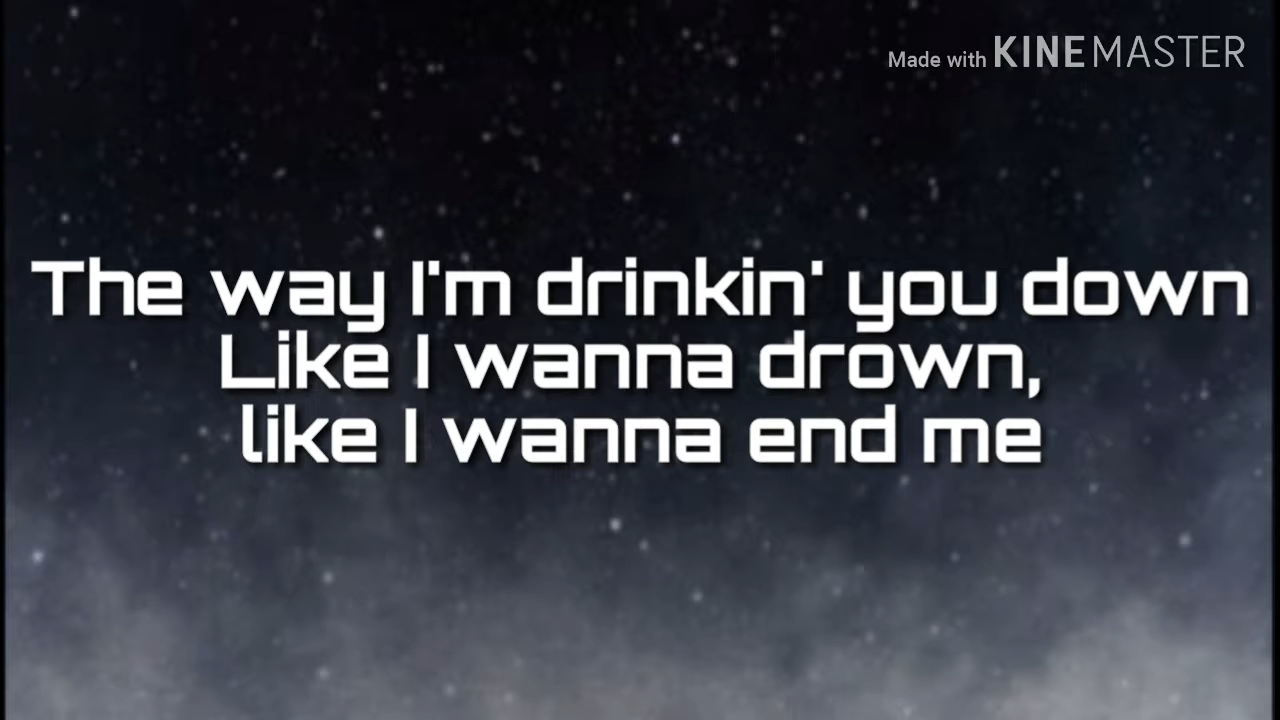 Made with KINEMASTER
The way I'm drinkin' you down
Like I wanna drown,
like I wanna end me